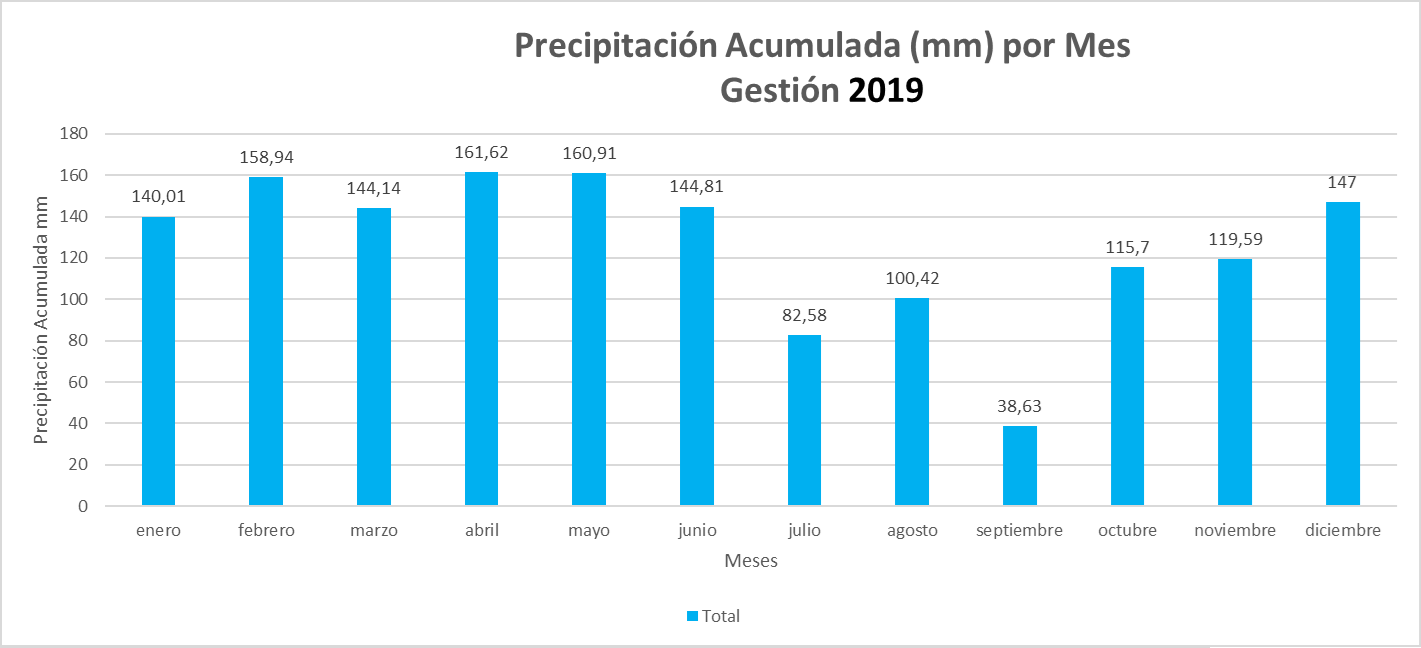 Precipitación Acumulada (mm) por Mes
Gestión 2019
Precipitación Acumulada mm
180
160
140
120
100
80
60
40
20
0
140,01
158,94
144,14
161,62
160,91
144,81
82,58
100,42
38,63
115,7
119,59
147
enero
febrero
marzo
abril
mayo
junio
julio
agosto
septiembre
octubre
noviembre
diciembre
Meses
Total